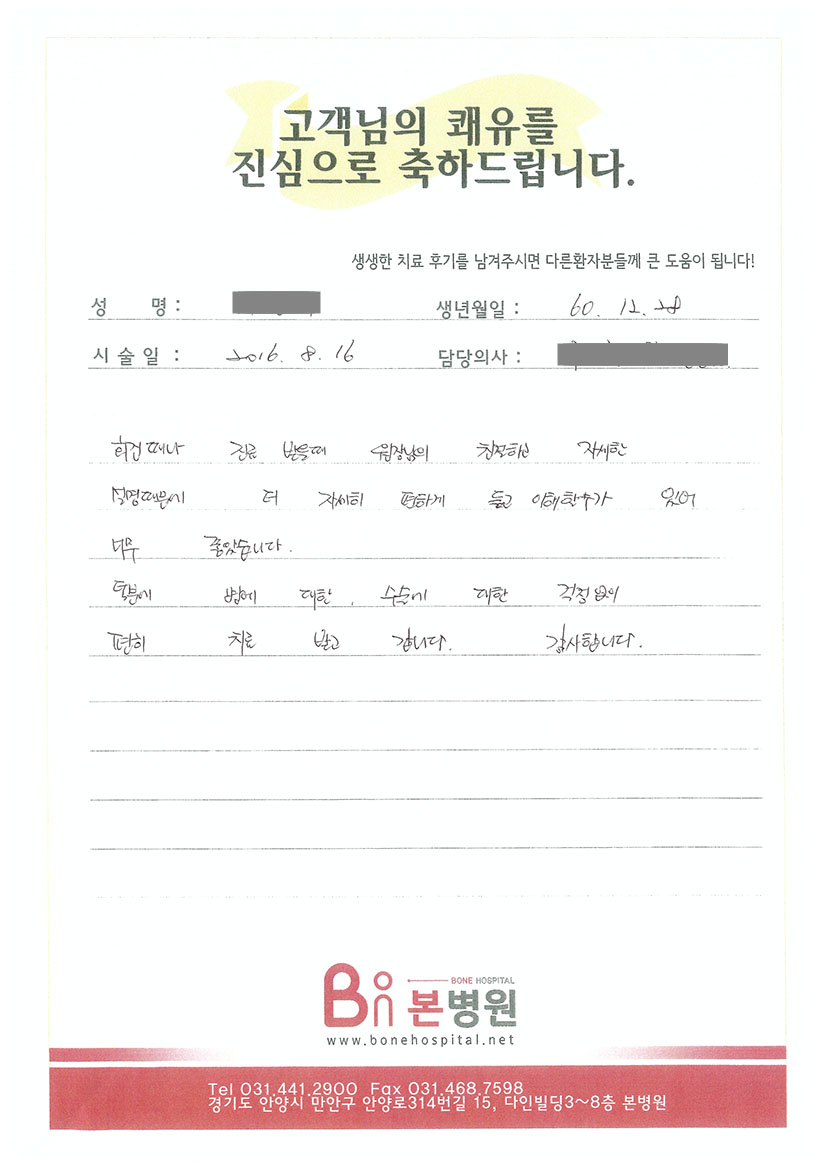 고객님의 쾌유를
진심으로 축하드립니다.
생생한 치료 후기를 남겨주시면 다른환자분들께 큰 도움이 됩니다!
성 명 : 생년월일 : 60. 12. 28
시 술 일 : 2016. 8. 16 담당의사 :
회진 때나 진료 받을때 원장님의 친절하고 자세한
설명때문에 더 자세히 편하게 듣고 이해할수가 있어
너무 좋았습니다.
덕분에 병에 대한, 수술에 대한 걱정 없이
편히 치료 받고 갑니다. 감사합니다.
Bon BONE HOSPITAL
본병원
www.bonehospital.net
Tel 031.441.2900 Fax 031.468.7598
경기도 안양시 만안구 안양로314번길 15, 다인빌딩3~8층 본병원